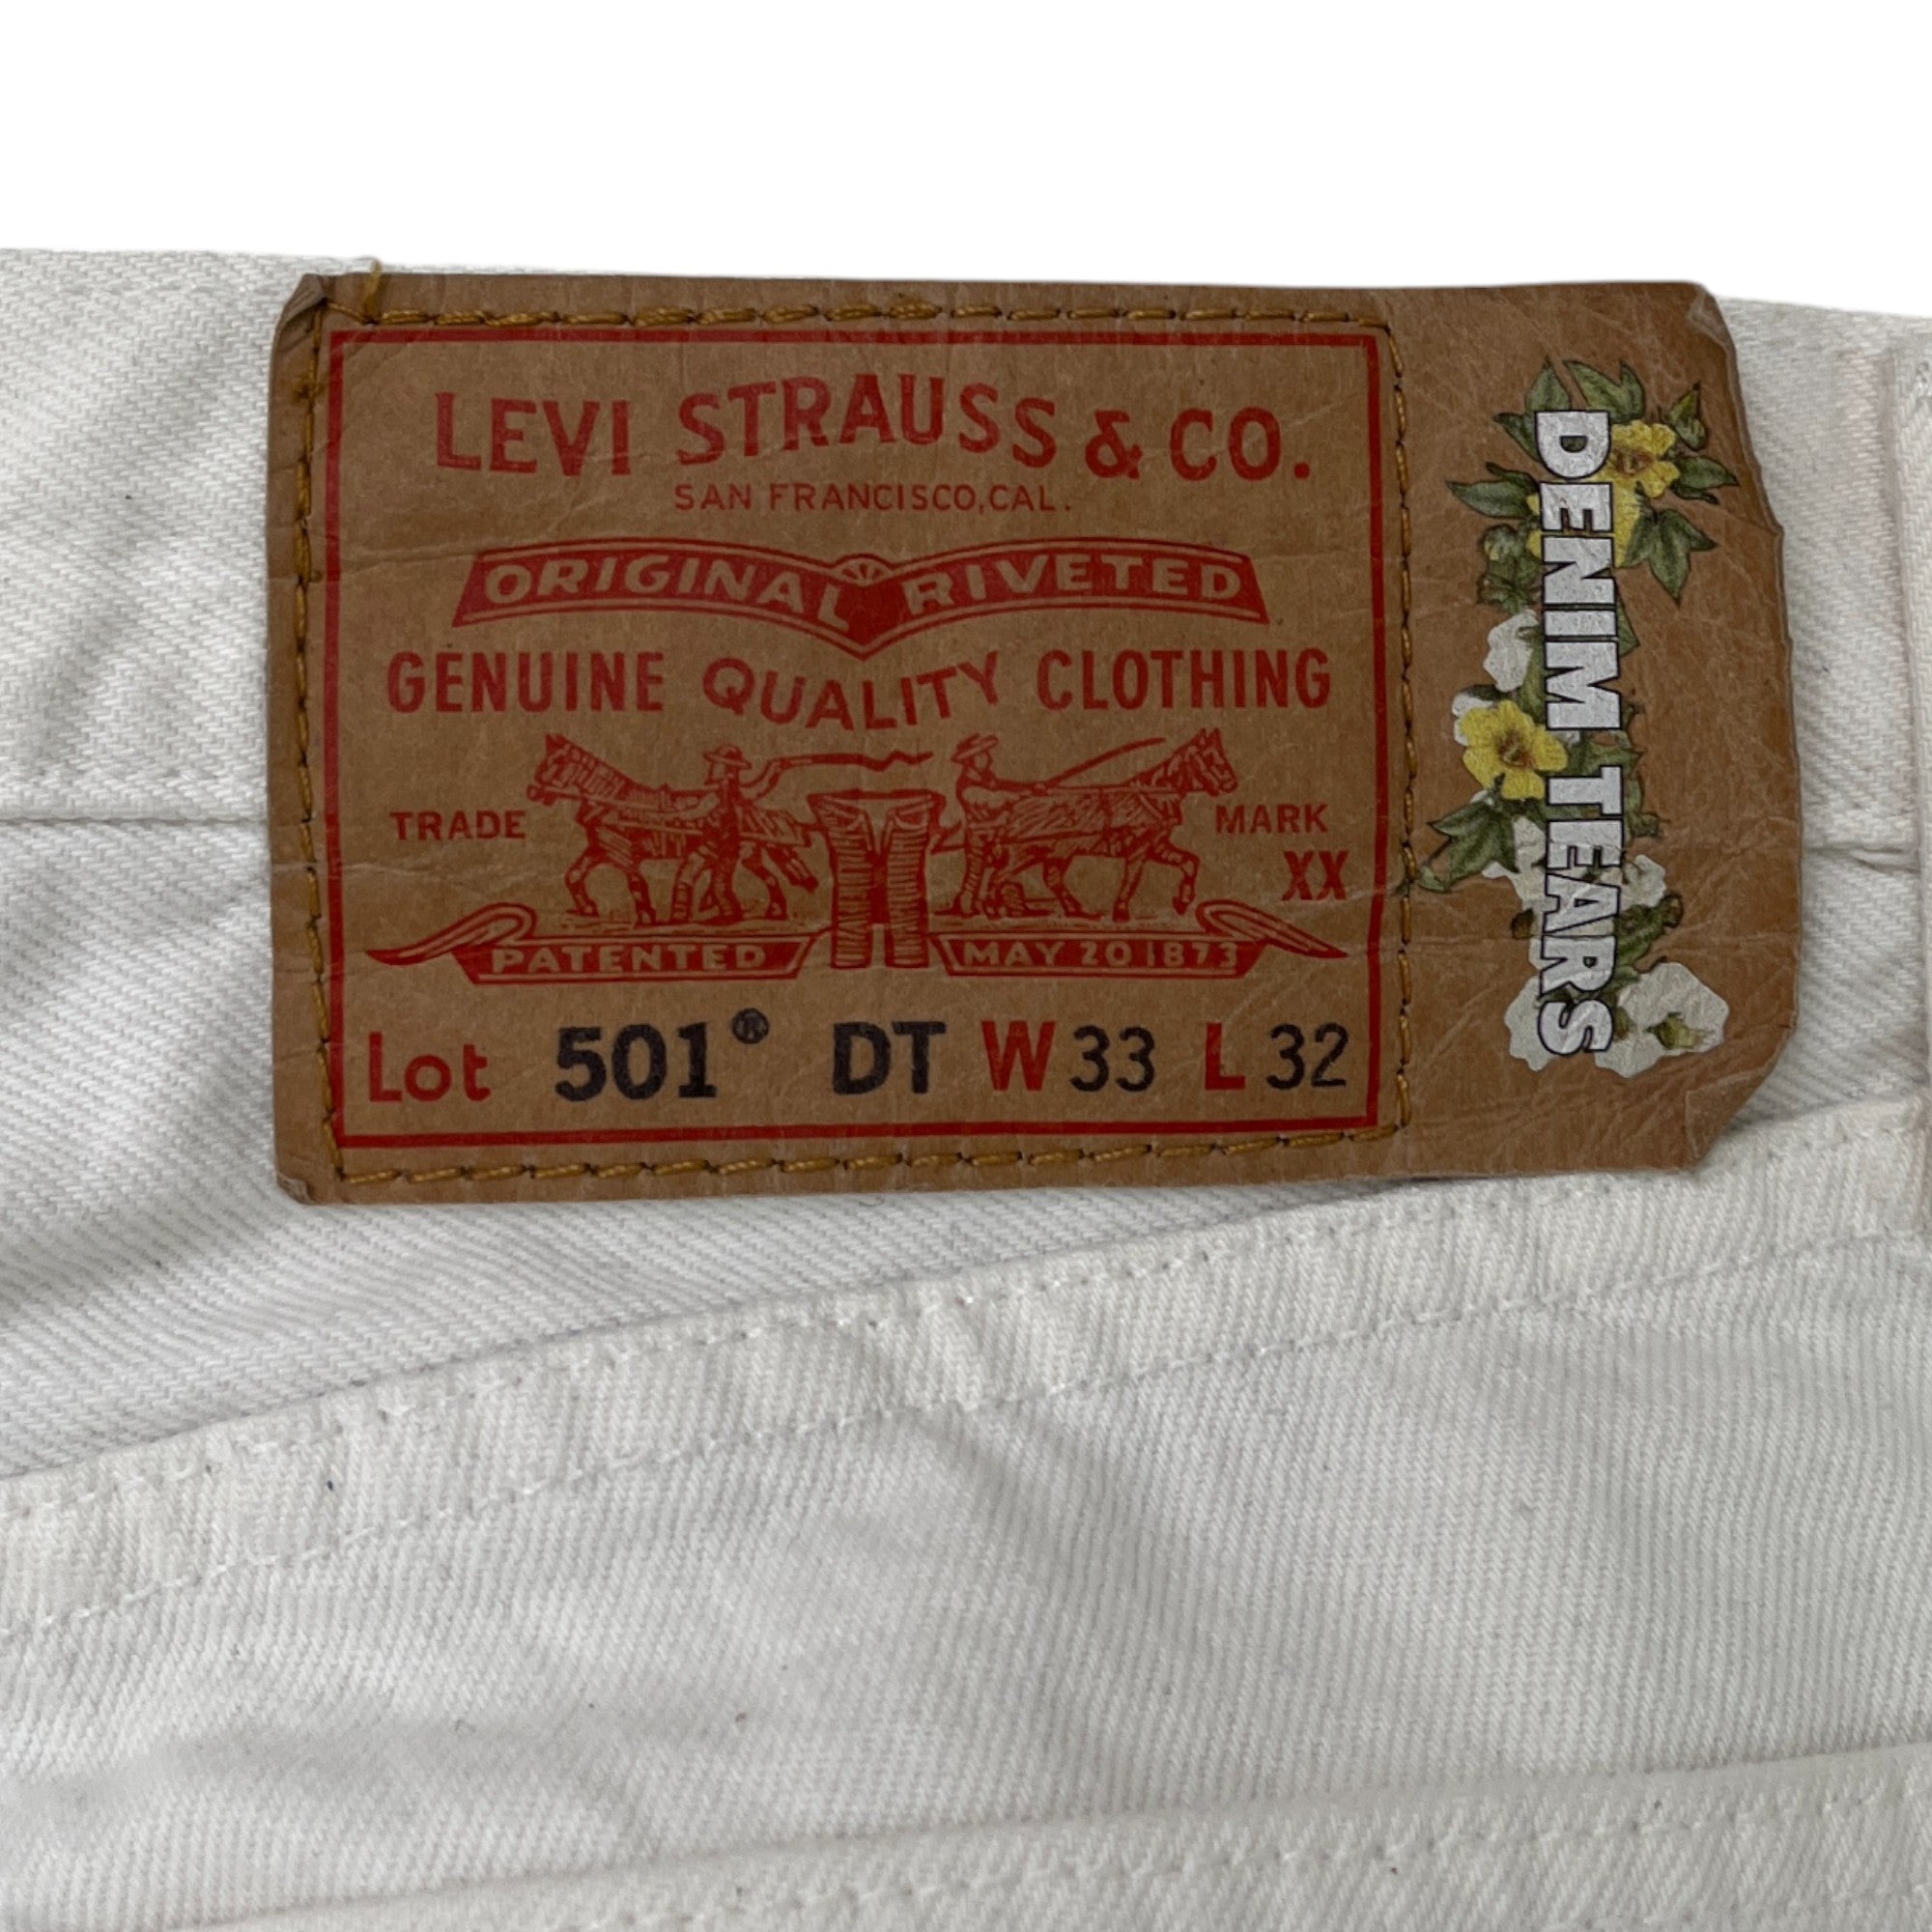 LEVI STRAUSS & CO.
SAN FRANCISCO, CAL.
ORIGINAL RIVETED
GENUINE QUALITY CLOTHING
TRADE MARK
XX
PATENTED MAY 20 1873
Lot 501® DT W 33 L 32
DENIM TEARS